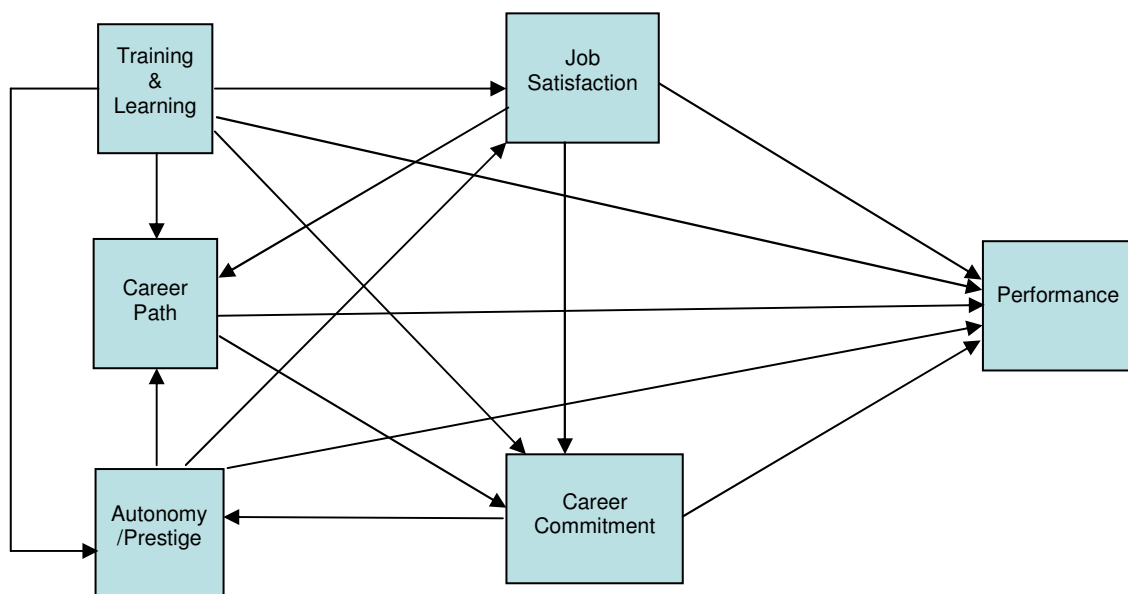 Training
&
Learning
Job
Satisfaction
Career
Path
Performance
Autonomy
/Prestige
Career
Commitment